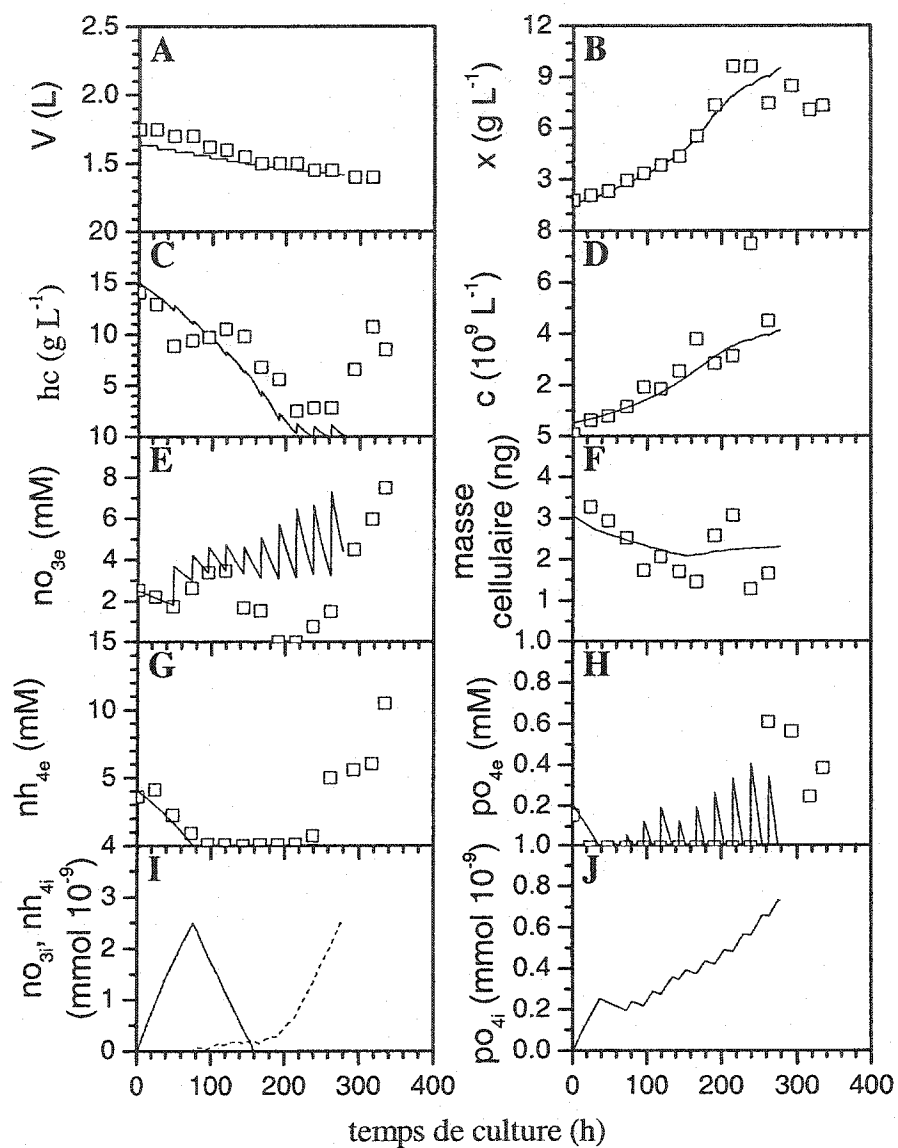 A
V (L)
2.5
2.0
1.5
20
B
x (g L⁻¹)
12
9
6
3
8
C
hc (g L⁻¹)
15
10
5
10
D
c (10⁹ L⁻¹)
6
4
2
5
E
no₃ₑ (mM)
8
6
4
2
15
F
masse
cellulaire (ng)
4
3
2
1
1.0
G
nh₄ₑ (mM)
10
5
4
H
po₄ₑ (mM)
0.8
0.6
0.4
0.2
1.0
I
no₃ᵢ, nh₄ᵢ
(mmol 10⁻⁹)
3
2
1
0
J
po₄ᵢ (mmol 10⁻⁹)
0.8
0.6
0.4
0.2
0.0
0 100 200 300 400
0 100 200 300 400
temps de culture (h)